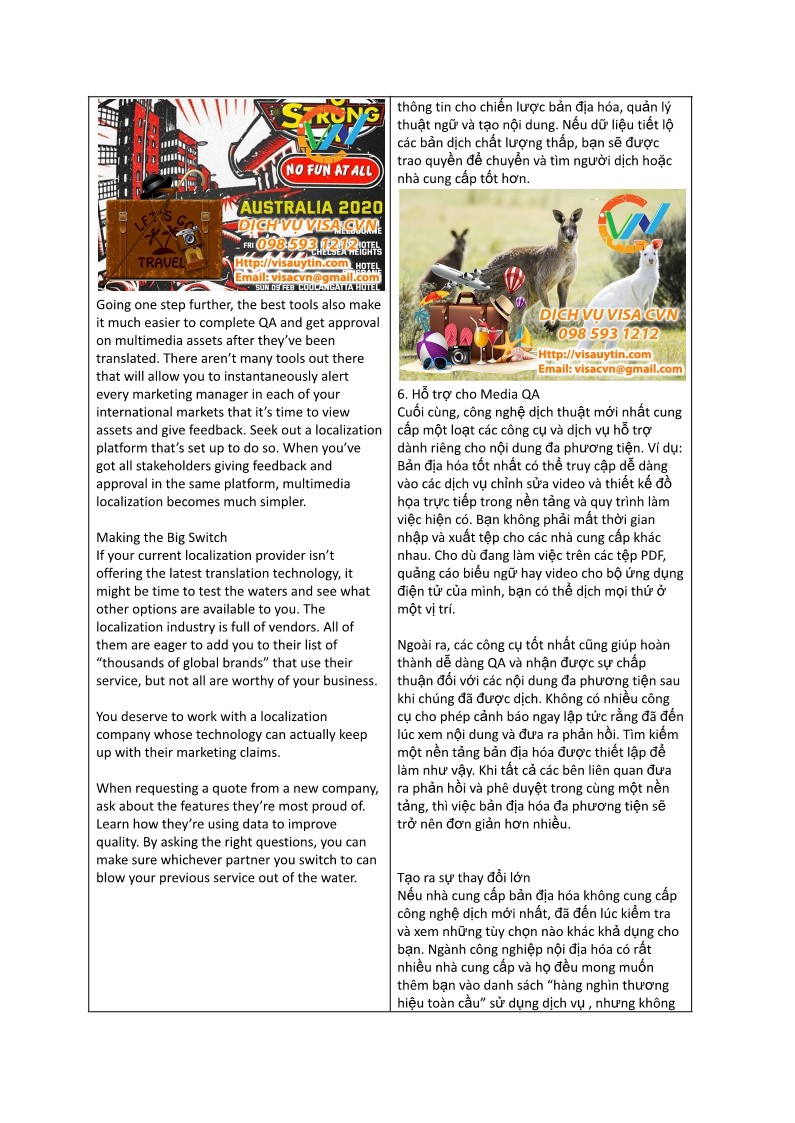 STRONG
NO FUN AT ALL
LET'S GO
TRAVEL
AUSTRALIA 2020
MELBOURNE
DỊCH VỤ VISA CVN
FRI
HOTEL
098 593 1212
CHELSEA HEIGHTS
Http://visauytin.com
HOTEL
BRISBANE
Email: visacvn@gmail.com
SUN 09 FEB COOLANGATTA HOTEL
Going one step further, the best tools also make
it much easier to complete QA and get approval
on multimedia assets after they’ve been
translated. There aren’t many tools out there
that will allow you to instantaneously alert
every marketing manager in each of your
international markets that it’s time to view
assets and give feedback. Seek out a localization
platform that’s set up to do so. When you’ve
got all stakeholders giving feedback and
approval in the same platform, multimedia
localization becomes much simpler.
Making the Big Switch
If your current localization provider isn’t
offering the latest translation technology, it
might be time to test the waters and see what
other options are available to you. The
localization industry is full of vendors. All of
them are eager to add you to their list of
“thousands of global brands” that use their
service, but not all are worthy of your business.
You deserve to work with a localization
company whose technology can actually keep
up with their marketing claims.
When requesting a quote from a new company,
ask about the features they’re most proud of.
Learn how they’re using data to improve
quality. By asking the right questions, you can
make sure whichever partner you switch to can
blow your previous service out of the water.
thông tin cho chiến lược bản địa hóa, quản lý
thuật ngữ và tạo nội dung. Nếu dữ liệu tiết lộ
các bản dịch chất lượng thấp, bạn sẽ được
trao quyền để chuyển và tìm người dịch hoặc
nhà cung cấp tốt hơn.
DỊCH VỤ VISA CVN
098 593 1212
Http://visauytin.com
Email: visacvn@gmail.com
6. Hỗ trợ cho Media QA
Cuối cùng, công nghệ dịch thuật mới nhất cung
cấp một loạt các công cụ và dịch vụ hỗ trợ
dành riêng cho nội dung đa phương tiện. Ví dụ:
Bản địa hóa tốt nhất có thể truy cập dễ dàng
vào các dịch vụ chỉnh sửa video và thiết kế đồ
họa trực tiếp trong nền tảng và quy trình làm
việc hiện có. Bạn không phải mất thời gian
nhập và xuất tệp cho các nhà cung cấp khác
nhau. Cho dù đang làm việc trên các tệp PDF,
quảng cáo biểu ngữ hay video cho bộ ứng dụng
điện tử của mình, bạn có thể dịch mọi thứ ở
một vị trí.
Ngoài ra, các công cụ tốt nhất cũng giúp hoàn
thành dễ dàng QA và nhận được sự chấp
thuận đối với các nội dung đa phương tiện sau
khi chúng đã được dịch. Không có nhiều công
cụ cho phép cảnh báo ngay lập tức rằng đã đến
lúc xem nội dung và đưa ra phản hồi. Tìm kiếm
một nền tảng bản địa hóa được thiết lập để
làm như vậy. Khi tất cả các bên liên quan đưa
ra phản hồi và phê duyệt trong cùng một nền
tảng, thì việc bản địa hóa đa phương tiện sẽ
trở nên đơn giản hơn nhiều.
Tạo ra sự thay đổi lớn
Nếu nhà cung cấp bản địa hóa không cung cấp
công nghệ dịch mới nhất, đã đến lúc kiểm tra
và xem những tùy chọn nào khác khả dụng cho
bạn. Ngành công nghiệp nội địa hóa có rất
nhiều nhà cung cấp và họ đều mong muốn
thêm bạn vào danh sách “hàng nghìn thương
hiệu toàn cầu” sử dụng dịch vụ , nhưng không